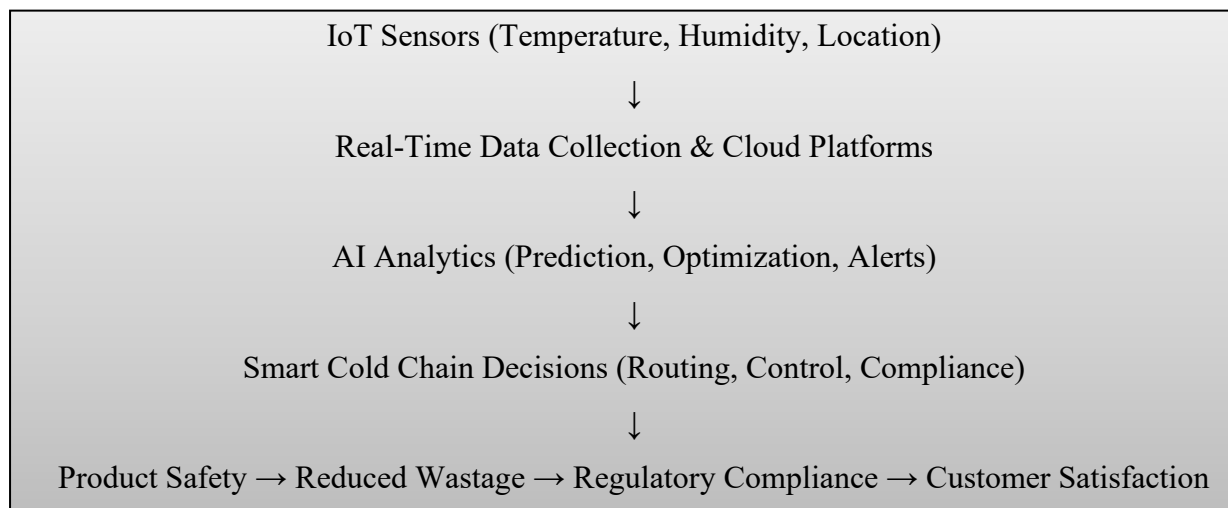 IoT Sensors (Temperature, Humidity, Location)
↓
Real-Time Data Collection & Cloud Platforms
↓
AI Analytics (Prediction, Optimization, Alerts)
↓
Smart Cold Chain Decisions (Routing, Control, Compliance)
↓
Product Safety → Reduced Wastage → Regulatory Compliance → Customer Satisfaction